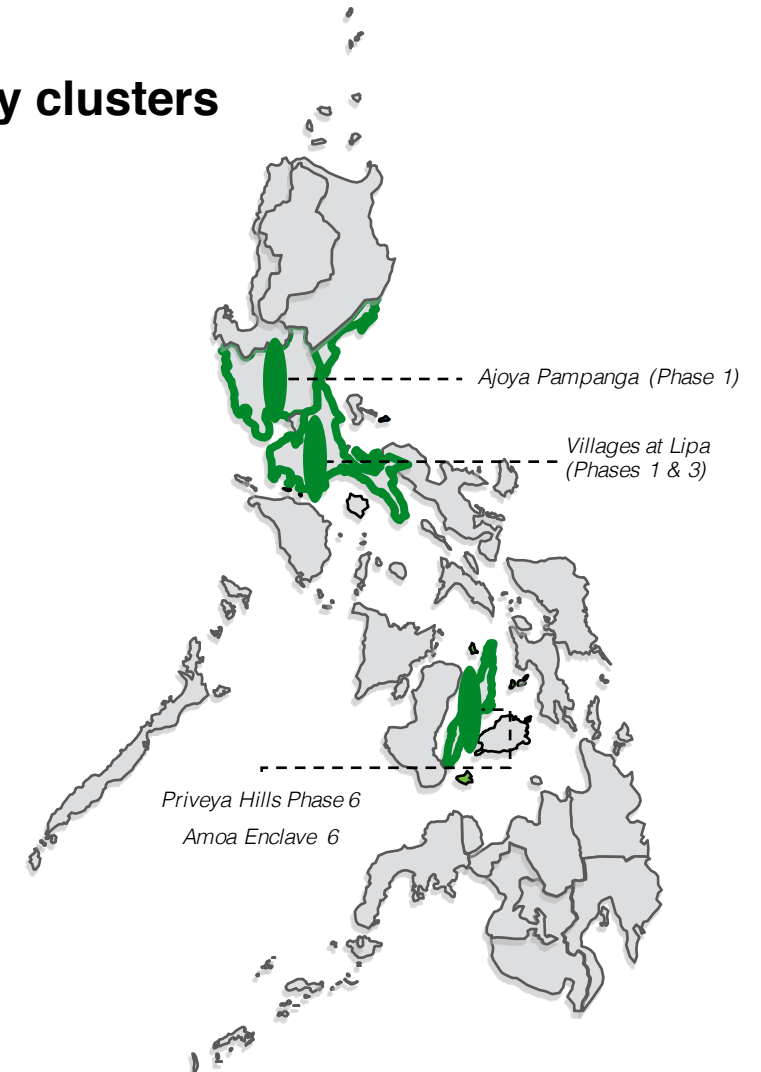 y clusters
Ajoya Pampanga (Phase 1)
Villages at Lipa
(Phases 1 & 3)
Priveya Hills Phase 6
Amoa Enclave 6